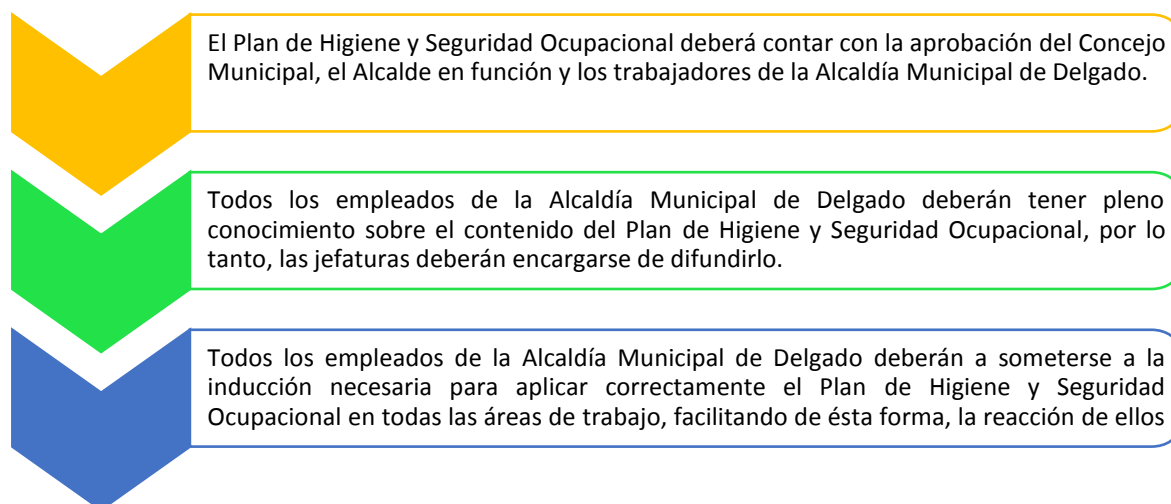 El Plan de Higiene y Seguridad Ocupacional deberá contar con la aprobación del Concejo
Municipal, el Alcalde en función y los trabajadores de la Alcaldía Municipal de Delgado.
Todos los empleados de la Alcaldía Municipal de Delgado deberán tener pleno
conocimiento sobre el contenido del Plan de Higiene y Seguridad Ocupacional, por lo
tanto, las jefaturas deberán encargarse de difundirlo.
Todos los empleados de la Alcaldía Municipal de Delgado deberán a someterse a la
inducción necesaria para aplicar correctamente el Plan de Higiene y Seguridad
Ocupacional en todas las áreas de trabajo, facilitando de ésta forma, la reacción de ellos